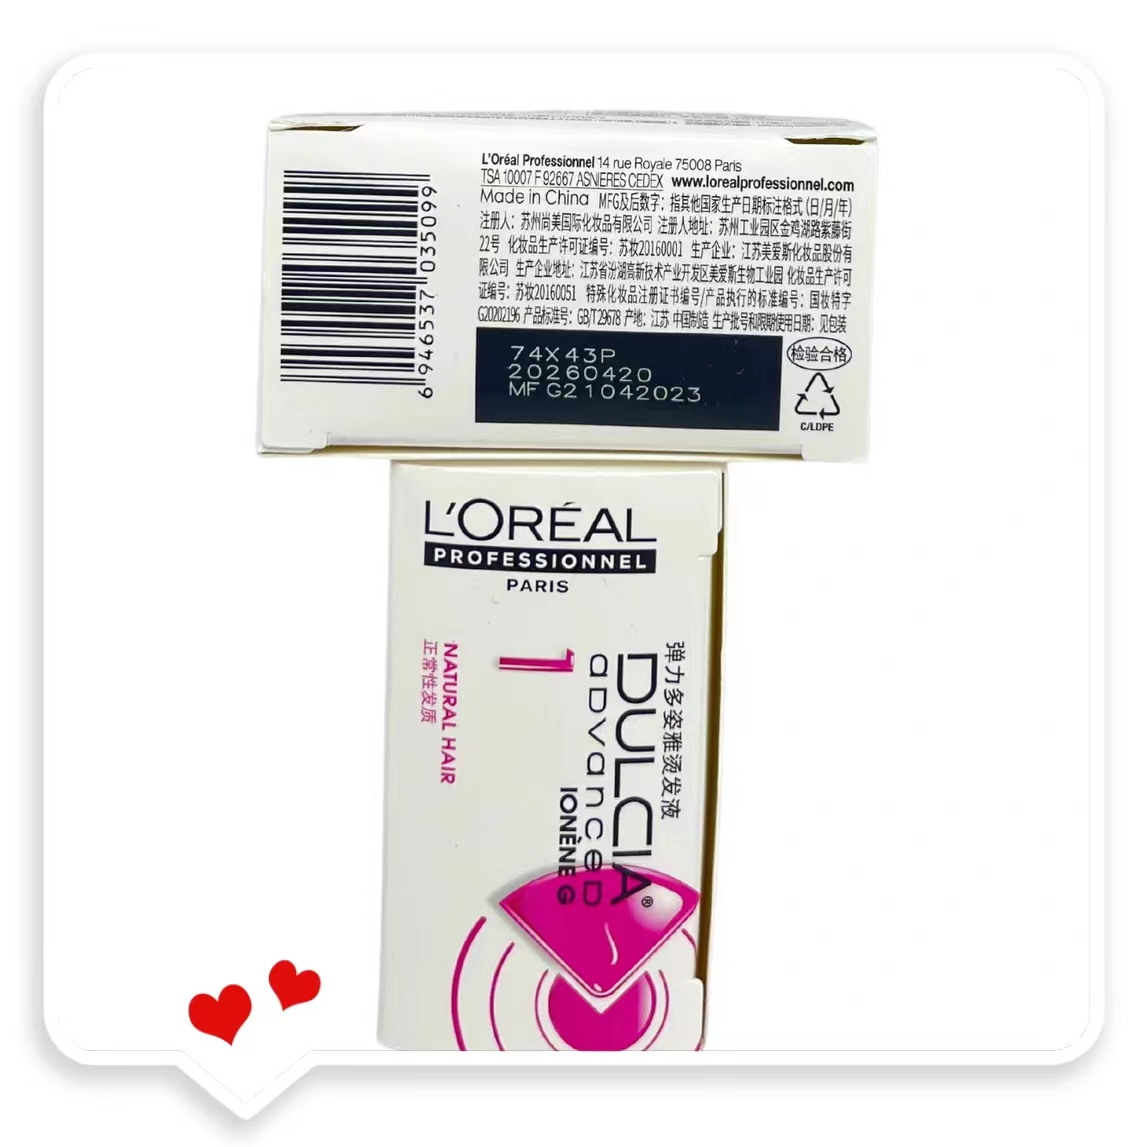 L'Oréal Professionnel 14 rue Royale 75008 Paris
TSA 10007 F 92667 ASNIERES CEDEX www.lorealprofessionnel.com
Made in China MFG及后数字：指其他国家生产日期标注格式 (日/月/年)
注册人：苏州尚美国际化妆品有限公司 注册人地址：苏州工业园区金鸡湖路紫藤街
22号 化妆品生产许可证编号：苏妆20160001 生产企业：江苏美爱斯化妆品股份有
限公司 生产企业地址：江苏省汾湖高新技术产业开发区美爱斯生物工业园 化妆品生产许可
证编号：苏妆20160051 特殊化妆品注册证书编号/产品执行的标准编号：国妆特字
G20202196 产品标准号：GB/T29678 产地：江苏 中国制造 生产批号和限期使用日期：见包装
6 946537 035099
74X43P
20260420
MFG21042023
检验合格
C/LDPE
L'ORÉAL
PROFESSIONNEL
PARIS
弹力多姿雅烫发液
DULCIA®
aDvanceD
IONÈNE G
1
NATURAL HAIR
正常性发质